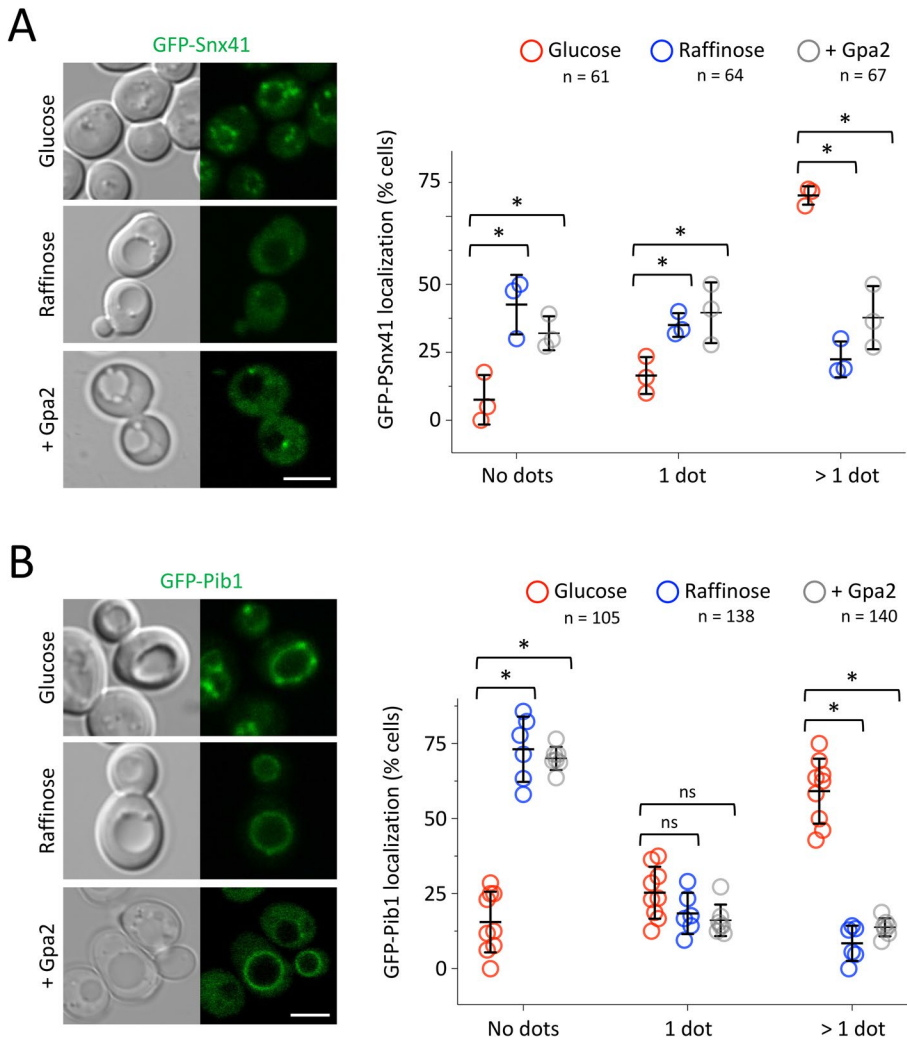 A
GFP-Snx41
Glucose
Raffinose
+ Gpa2
Glucose Raffinose + Gpa2
n = 61 n = 64 n = 67
GFP-PSnx41 localization (% cells)
* *
* *
* *
* *
* *
* *
75
50
25
0
No dots 1 dot > 1 dot
B
GFP-Pib1
Glucose
Raffinose
+ Gpa2
Glucose Raffinose + Gpa2
n = 105 n = 138 n = 140
GFP-Pib1 localization (% cells)
*
*
ns
ns
*
*
75
50
25
0
No dots 1 dot > 1 dot